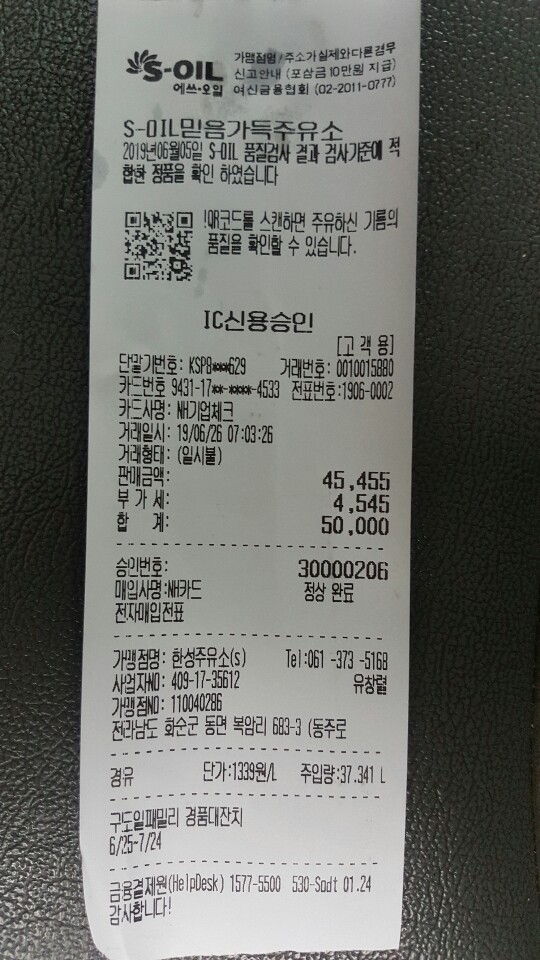 S-OIL 가맹점명/주소가실제와다른경우
에쓰-오일 신고안내 (포상금10만원 지급)
여신금융협회 (02-2011-0777)
S-OIL믿음가득주유소
2019년06월05일 S-OIL 품질검사 결과 검사기준에 적
합한 정품을 확인 하였습니다
!QR코드를 스캔하면 주유하신 기름의
품질을 확인할 수 있습니다.
IC신용승인
[고 객 용]
단말기번호: KSP8***629 거래번호: 0010015880
카드번호 9431-17**-****-4533 전표번호:1906-0002
카드사명: NH기업체크
거래일시: 19/06/26 07:03:26
거래형태: (일시불)
판매금액: 45,455
부 가 세: 4,545
합 계: 50,000
승인번호: 30000206
매입사명:NH카드 정상 완료
전자매입전표
가맹점명: 한성주유소(s) Tel:061 -373 -5168
사업자NO: 409-17-35612 유창렬
가맹점NO: 110040286
전라남도 화순군 동면 복암리 683-3 (동주로
경유 단가:1339원/L 주입량:37.341 L
구도일패밀리 경품대잔치
6/25~7/24
금융결제원(HelpDesk) 1577-5500 530-Sodt 01.24
감사합니다!